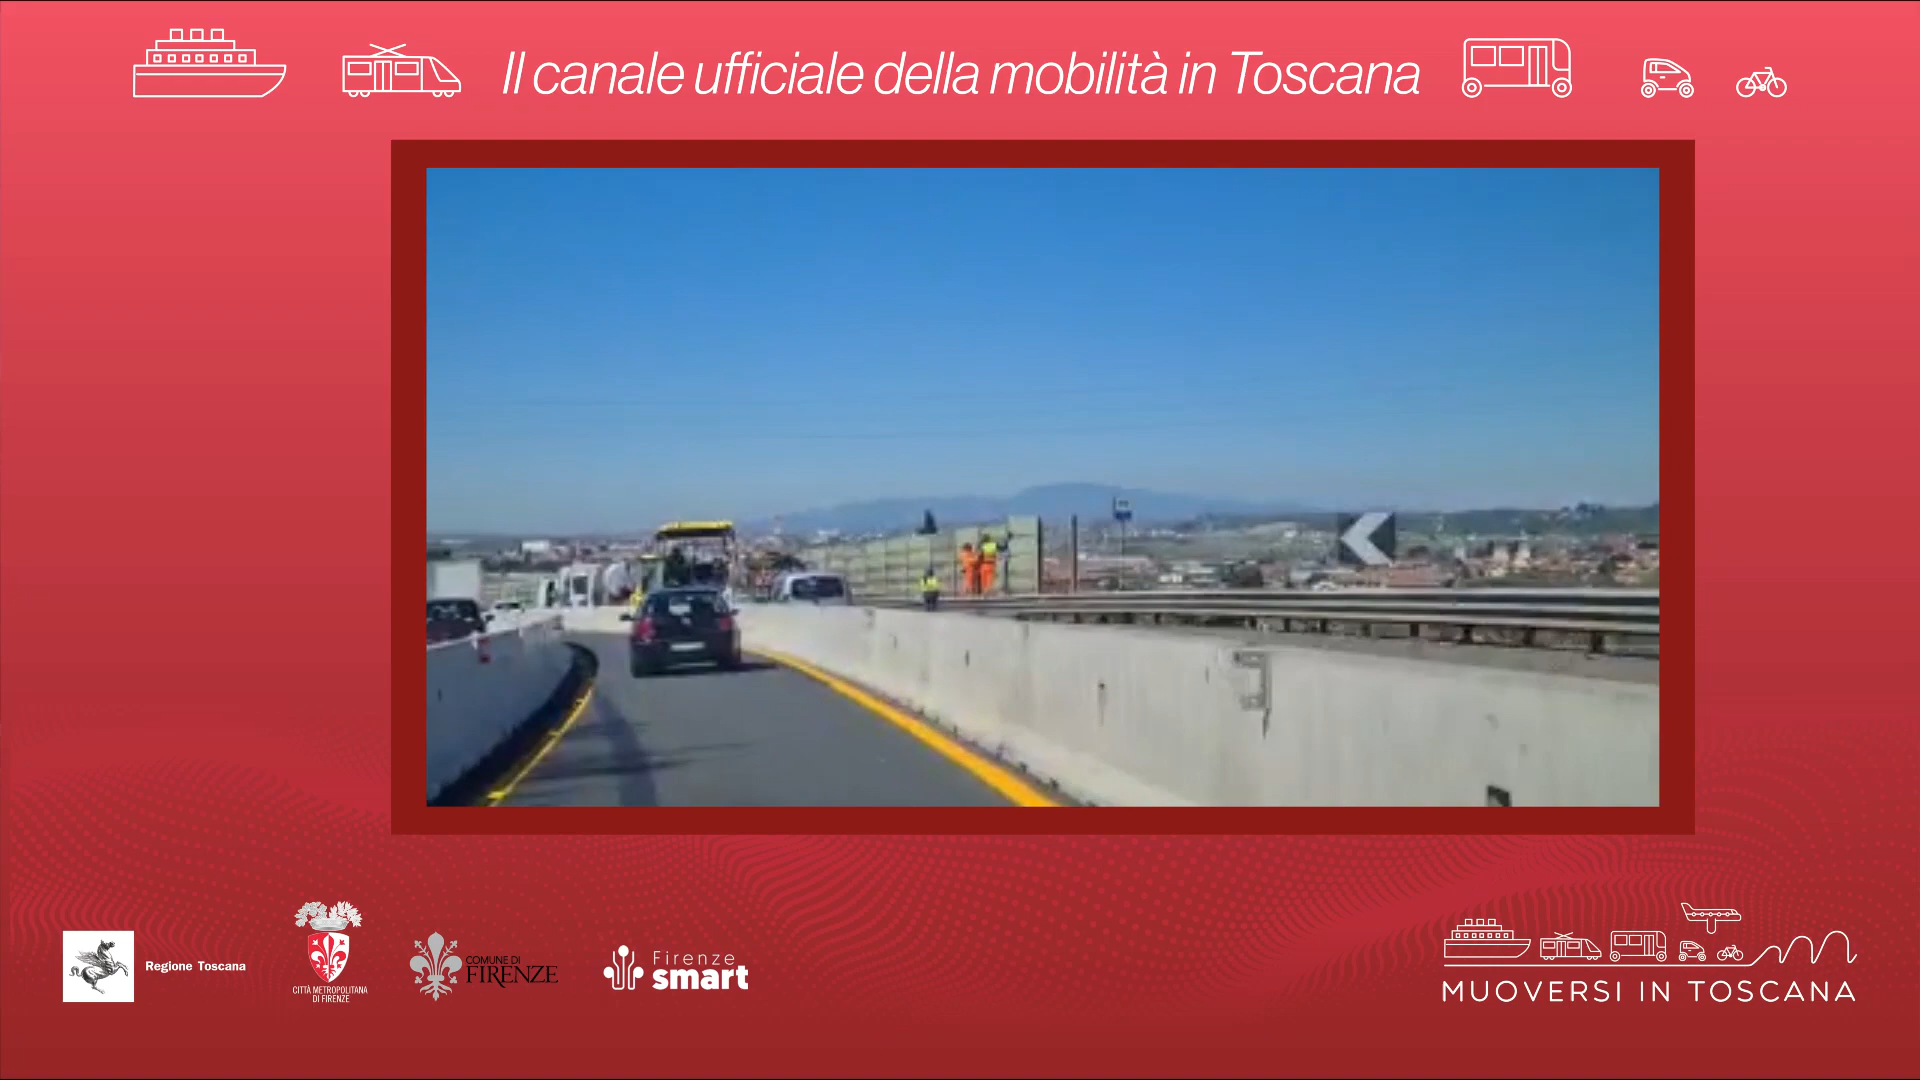 Il canale ufficiale della mobilità in Toscana
Regione Toscana
CITTÀ METROPOLITANA
DI FIRENZE
COMUNE DI
FIRENZE
Firenze
smart
MUOVERSI IN TOSCANA